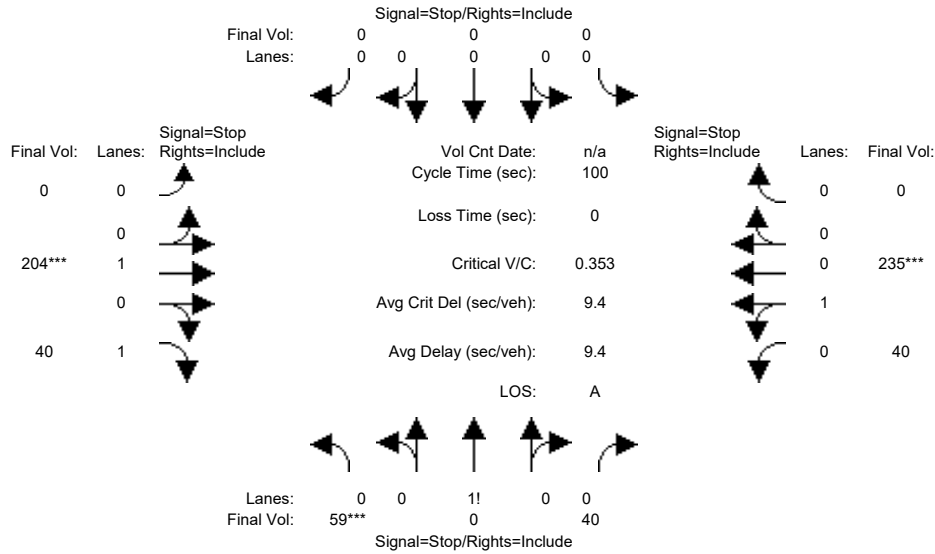 Signal=Stop/Rights=Include
Final Vol: 0 0 0
Lanes: 0 0 0 0 0
Signal=Stop Signal=Stop
Final Vol: Lanes: Rights=Include Vol Cnt Date: n/a Rights=Include Lanes: Final Vol:
Cycle Time (sec): 100
0 0 0 0
Loss Time (sec): 0
0 0
204*** 1 Critical V/C: 0.353 0 235***
0 Avg Crit Del (sec/veh): 9.4 1
40 1 Avg Delay (sec/veh): 9.4 0 40
LOS: A
Lanes: 0 0 1! 0 0
Final Vol: 59*** 0 40
Signal=Stop/Rights=Include